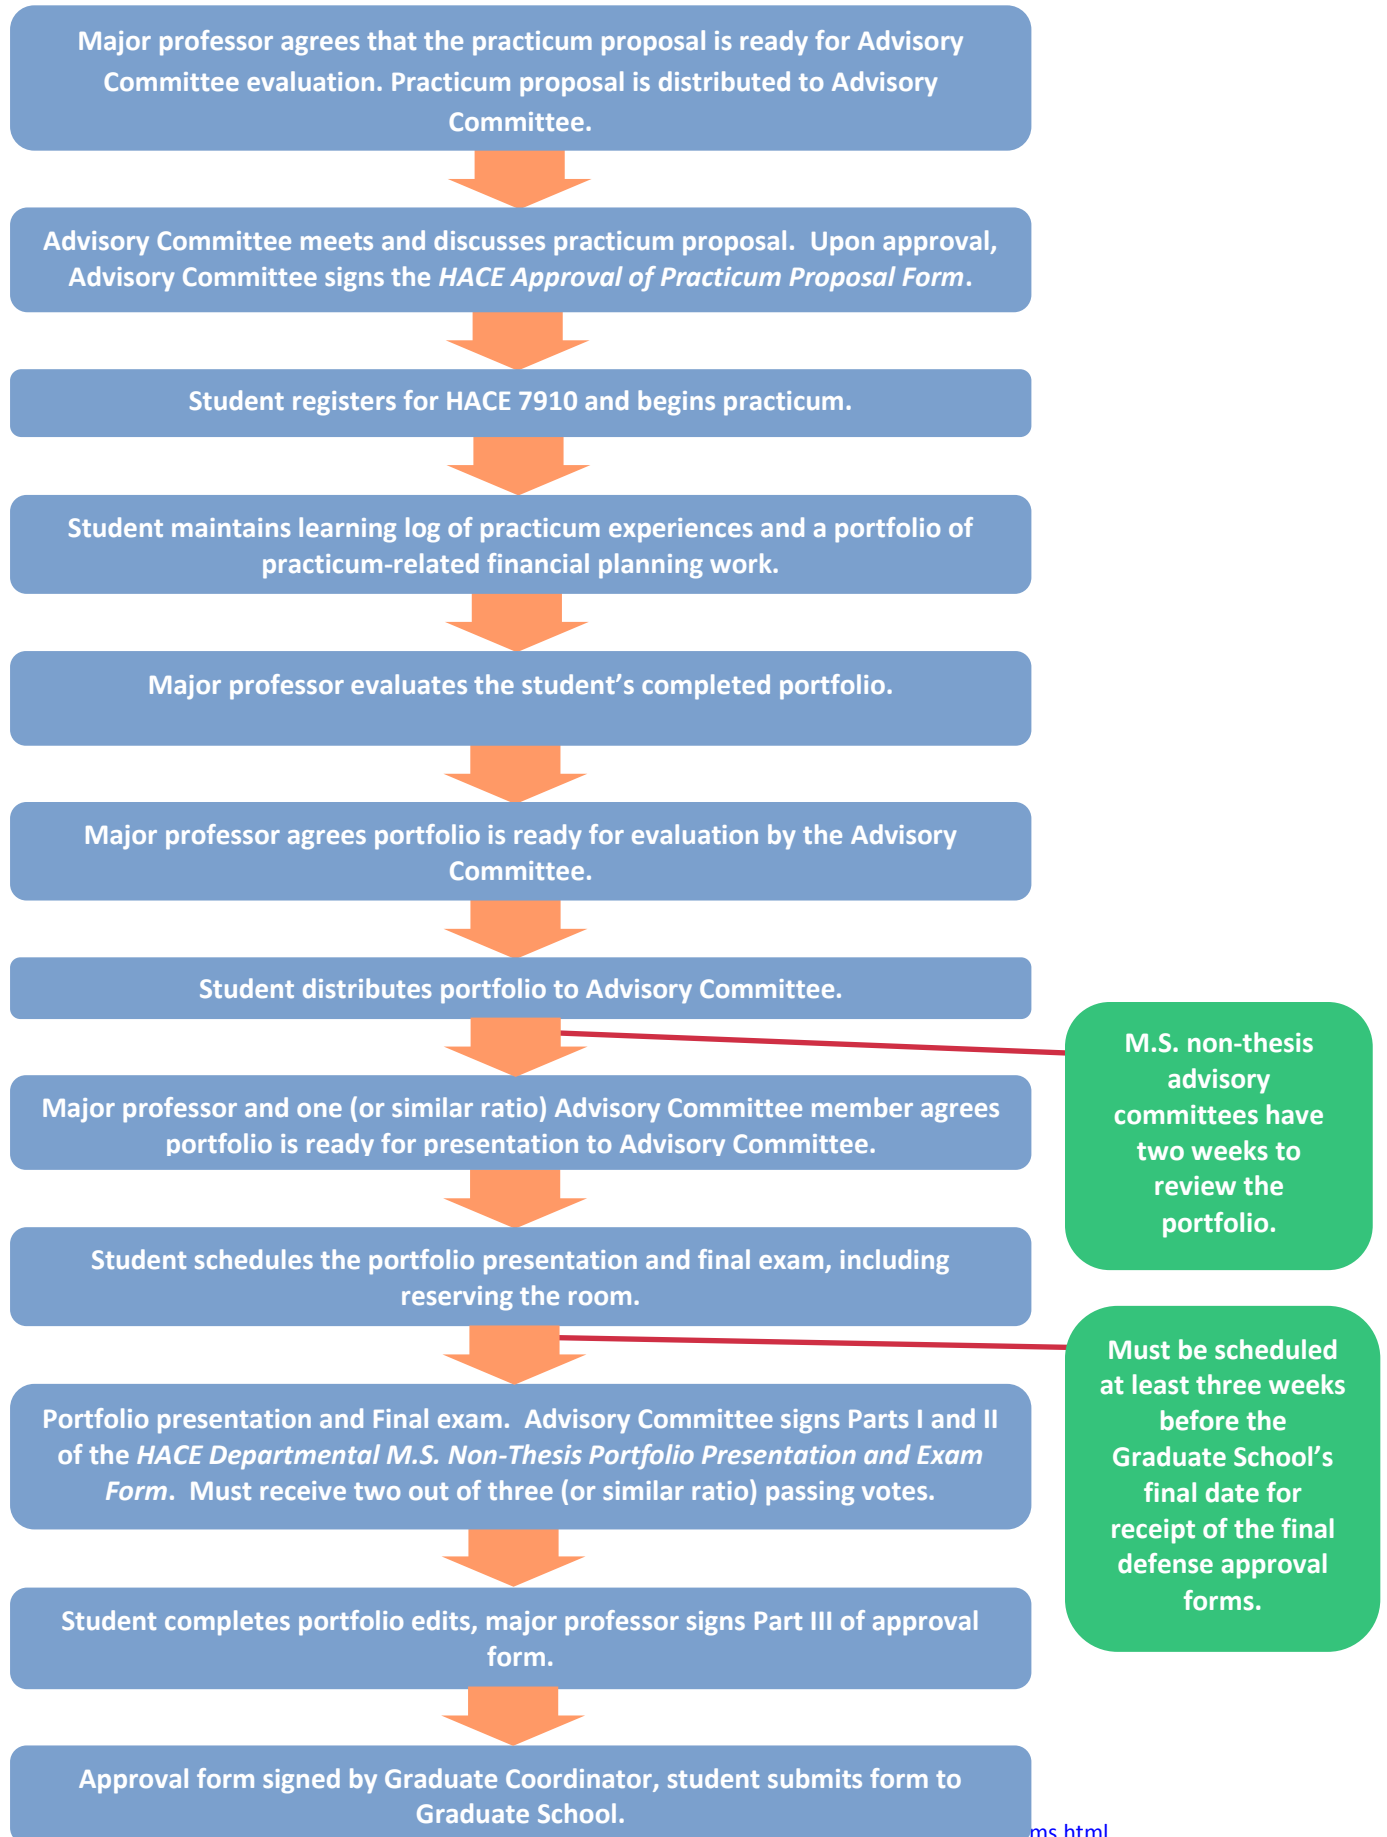 Major professor agrees that the practicum proposal is ready for Advisory
Committee evaluation. Practicum proposal is distributed to Advisory
Committee.
Advisory Committee meets and discusses practicum proposal.  Upon approval,
Advisory Committee signs the HACE Approval of Practicum Proposal Form.
Student registers for HACE 7910 and begins practicum.
Student maintains learning log of practicum experiences and a portfolio of
practicum-related financial planning work.
Major professor evaluates the student’s completed portfolio.
Major professor agrees portfolio is ready for evaluation by the Advisory
Committee.
Student distributes portfolio to Advisory Committee.
M.S. non-thesis
advisory
committees have
two weeks to
review the
portfolio.
Major professor and one (or similar ratio) Advisory Committee member agrees
portfolio is ready for presentation to Advisory Committee.
Student schedules the portfolio presentation and final exam, including
reserving the room.
Must be scheduled
at least three weeks
before the
Graduate School’s
final date for
receipt of the final
defense approval
forms.
Portfolio presentation and Final exam.  Advisory Committee signs Parts I and II
of the HACE Departmental M.S. Non-Thesis Portfolio Presentation and Exam
Form.  Must receive two out of three (or similar ratio) passing votes.
Student completes portfolio edits, major professor signs Part III of approval
form.
Approval form signed by Graduate Coordinator, student submits form to
Graduate School.
ms.html